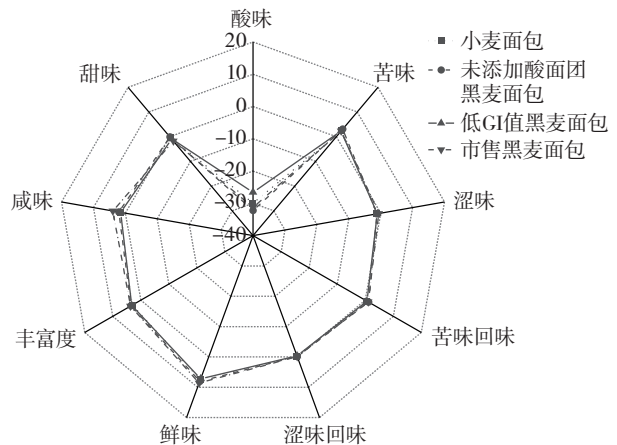 酸味
20
10
0
-10
-20
-30
-40
甜味
苦味
咸味
涩味
丰富度
苦味回味
鲜味
涩味回味
小麦面包
未添加酸面团
黑麦面包
低GI值黑麦面包
市售黑麦面包